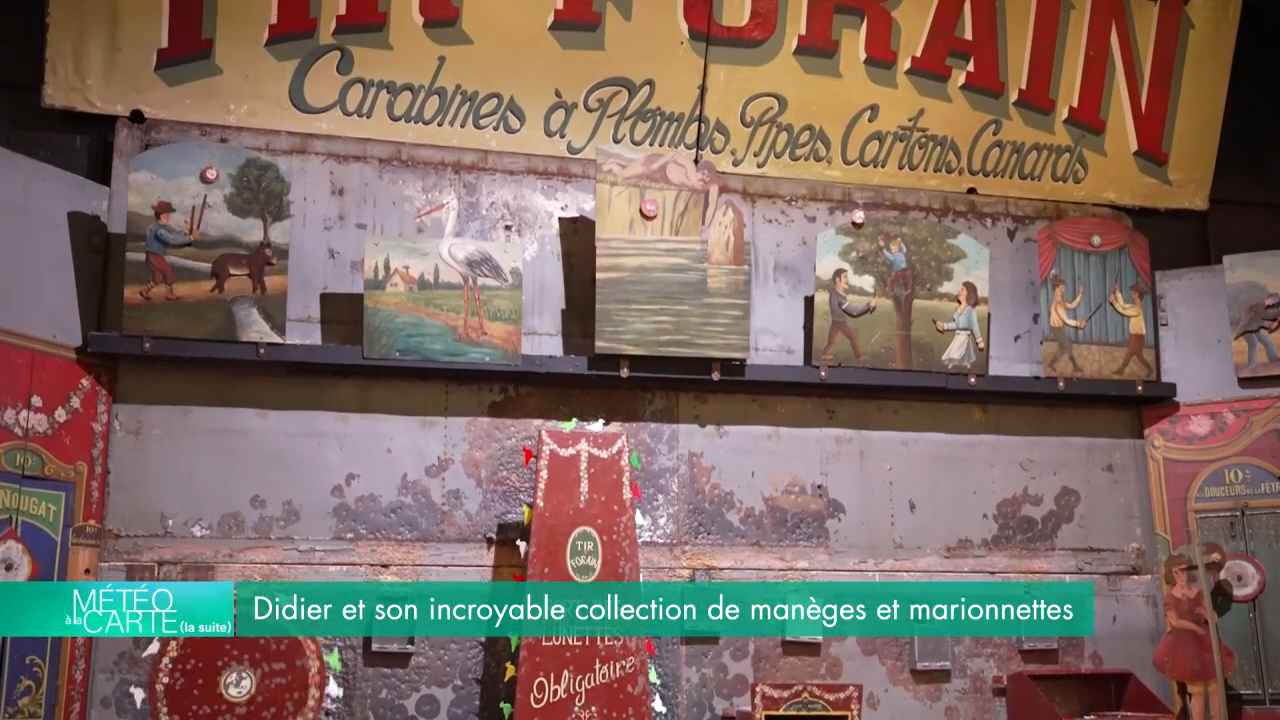 TIR FORAIN
Carabines à Plombs. Pipes. Cartons. Canards
10c
NOUGAT
10c
10c
DOUCEURS DE LA FÊTE
TIR
FORAIN
LUNETTES
Obligatoire
MÉTÉO
à la CARTE (la suite)
Didier et son incroyable collection de manèges et marionnettes